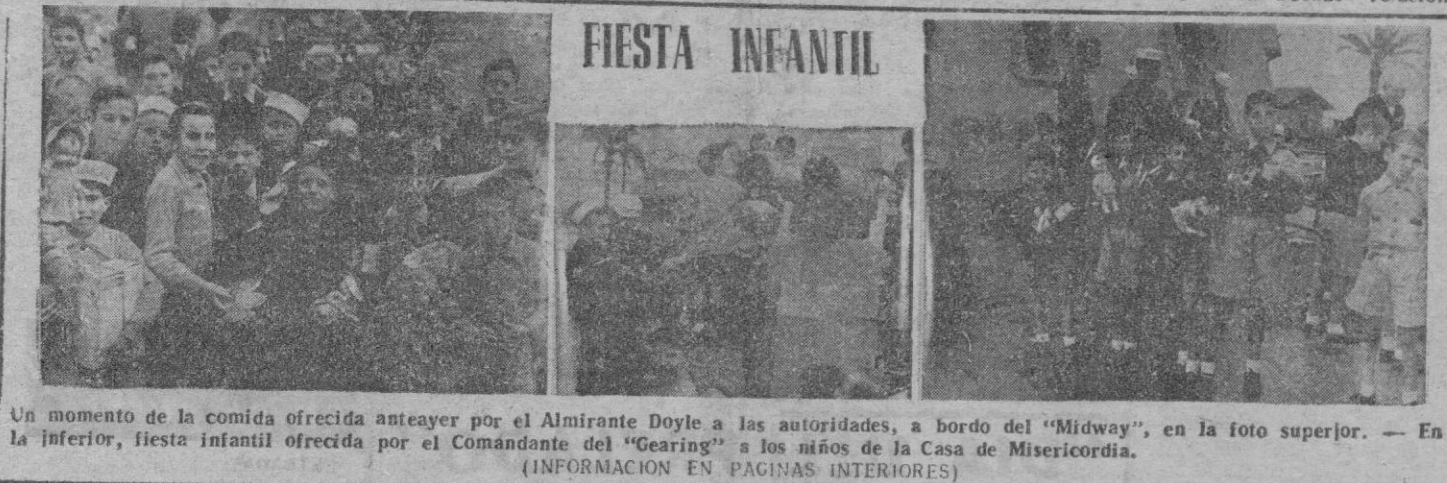 FIESTA INFANTIL
Un momento de la comida ofrecida anteayer por el Almirante Doyle a las autoridades, a bordo del "Midway", en la foto superior. — En
la inferior, fiesta infantil ofrecida por el Comandante del "Gearing" a los niños de la Casa de Misericordia.
(INFORMACION EN PAGINAS INTERIORES)